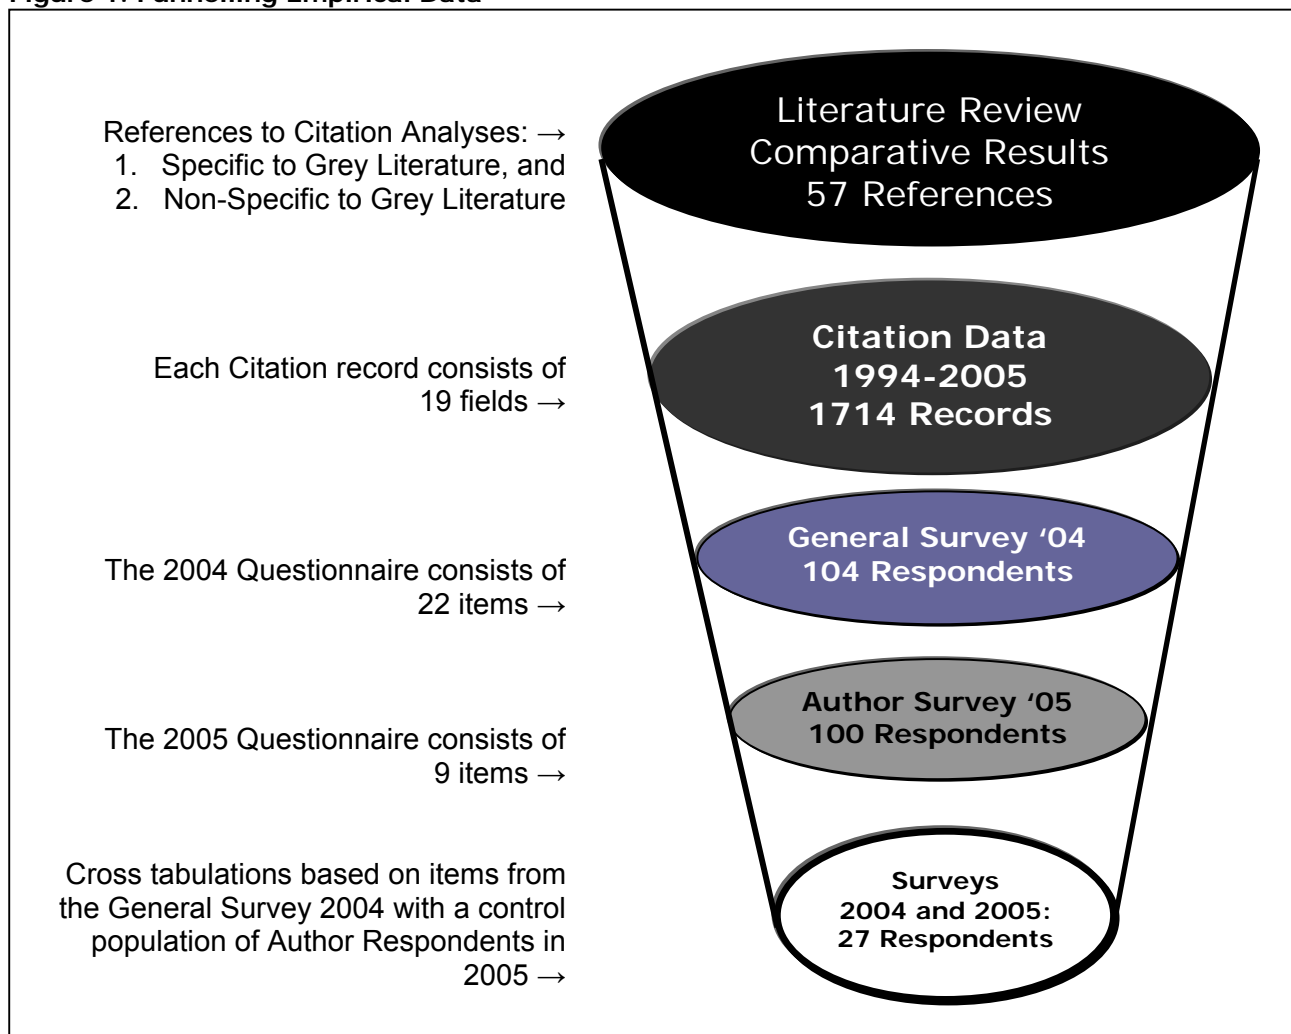 References to Citation Analyses: →
1. Specific to Grey Literature, and
2. Non-Specific to Grey Literature
Literature Review
Comparative Results
57 References
Each Citation record consists of
19 fields →
Citation Data
1994-2005
1714 Records
The 2004 Questionnaire consists of
22 items →
General Survey ‘04
104 Respondents
The 2005 Questionnaire consists of
9 items →
Author Survey ‘05
100 Respondents
Cross tabulations based on items from
the General Survey 2004 with a control
population of Author Respondents in
2005 →
Surveys
2004 and 2005:
27 Respondents